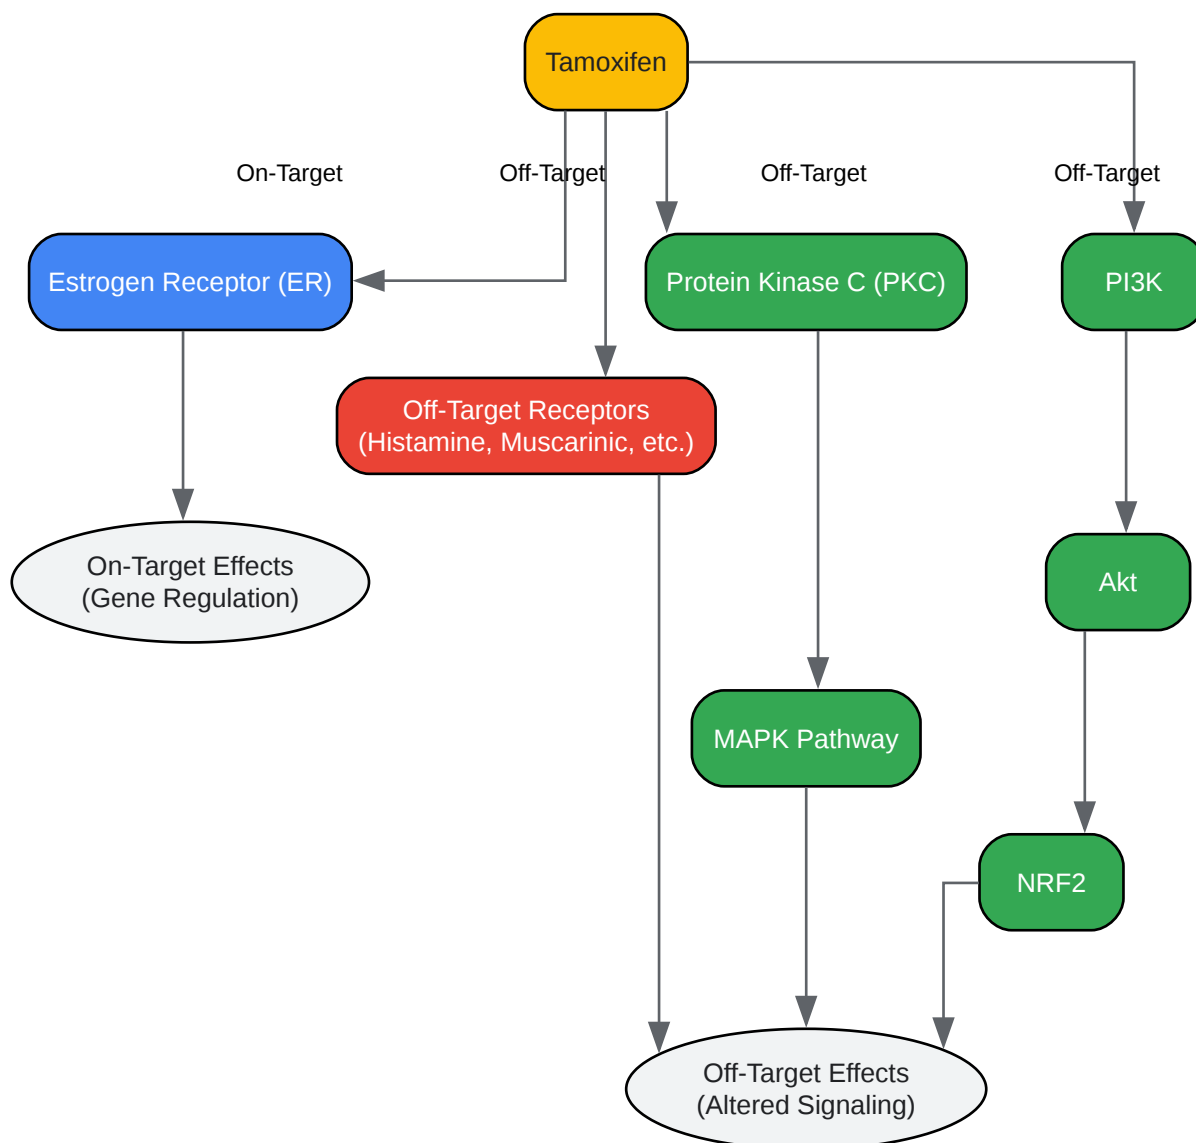 Tamoxifen
On-Target
Off-Target
Off-Target
Off-Target
Estrogen Receptor (ER)
Protein Kinase C (PKC)
PI3K
Off-Target Receptors
(Histamine, Muscarinic, etc.)
On-Target Effects
(Gene Regulation)
Akt
MAPK Pathway
NRF2
Off-Target Effects
(Altered Signaling)